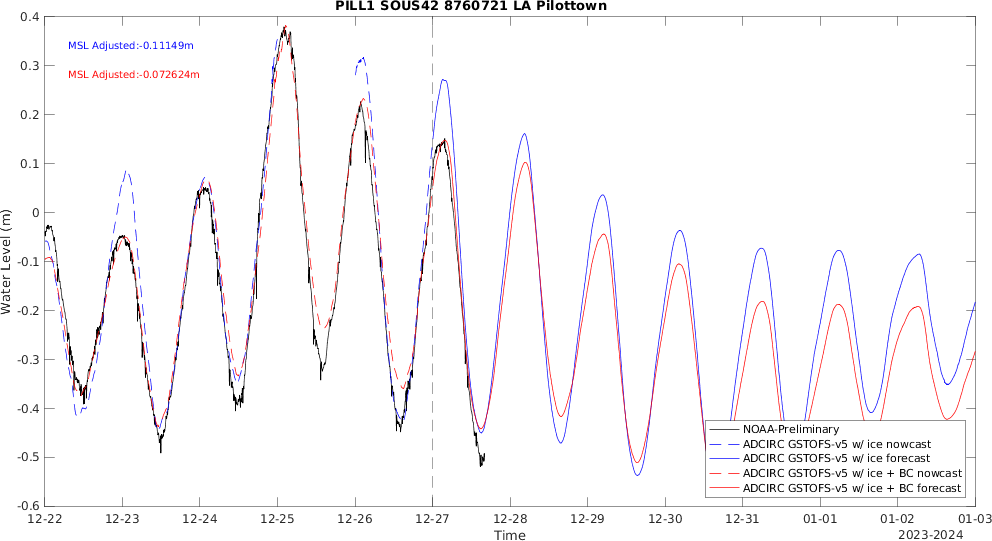 PILL1 SOUS42 8760721 LA Pilottown
MSL Adjusted:-0.11149m
MSL Adjusted:-0.072624m
Water Level (m)
0.4
0.3
0.2
0.1
0
-0.1
-0.2
-0.3
-0.4
-0.5
-0.6
NOAA-Preliminary
ADCIRC GSTOFS-v5 w/ ice nowcast
ADCIRC GSTOFS-v5 w/ ice forecast
ADCIRC GSTOFS-v5 w/ ice + BC nowcast
ADCIRC GSTOFS-v5 w/ ice + BC forecast
12-22 12-23 12-24 12-25 12-26 12-27 12-28 12-29 12-30 12-31 01-01 01-02 01-03
Time
2023-2024